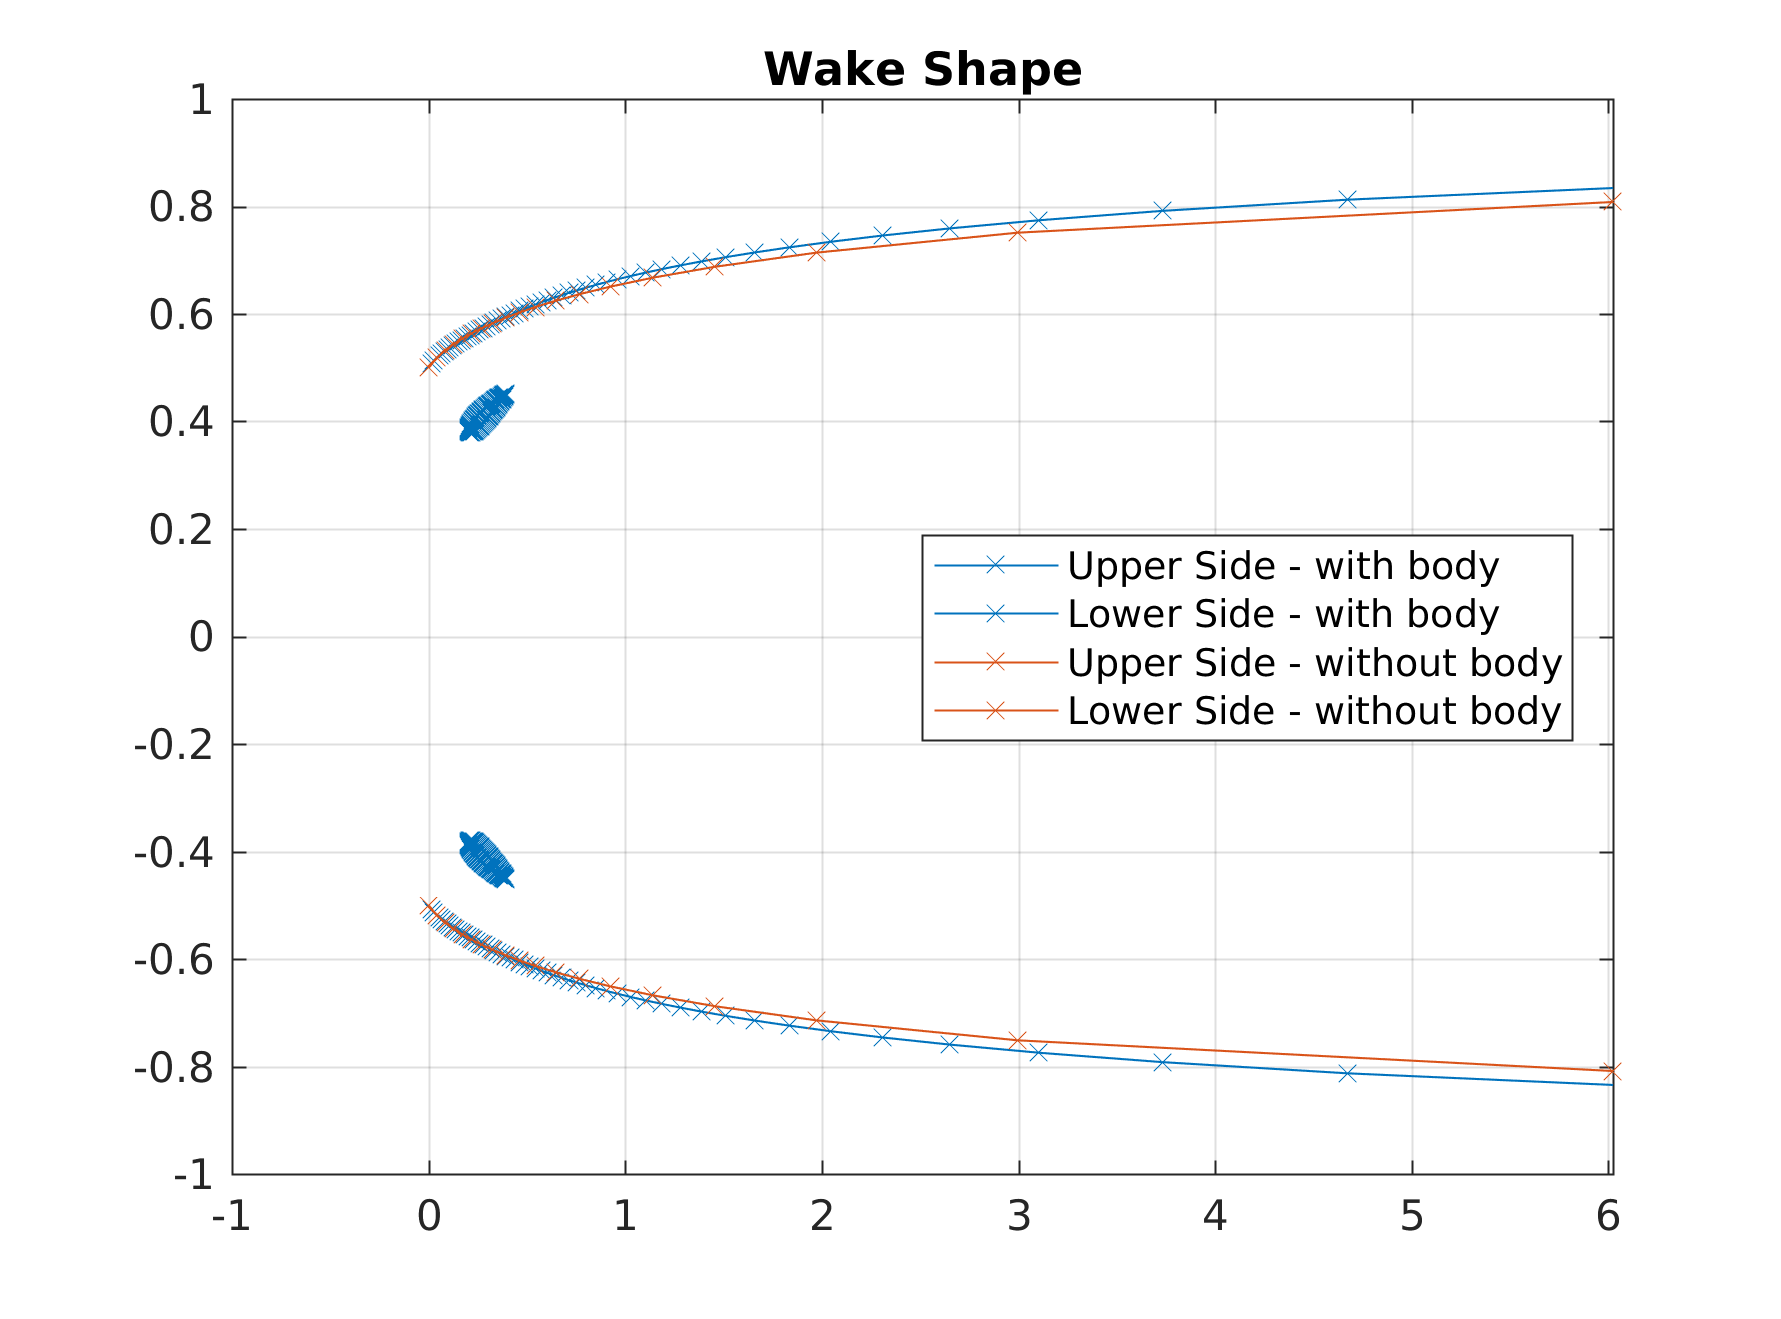 Wake Shape
1
0.8
0.6
0.4
0.2
0
-0.2
-0.4
-0.6
-0.8
-1
Upper Side - with body
Lower Side - with body
Upper Side - without body
Lower Side - without body
-1 0 1 2 3 4 5 6